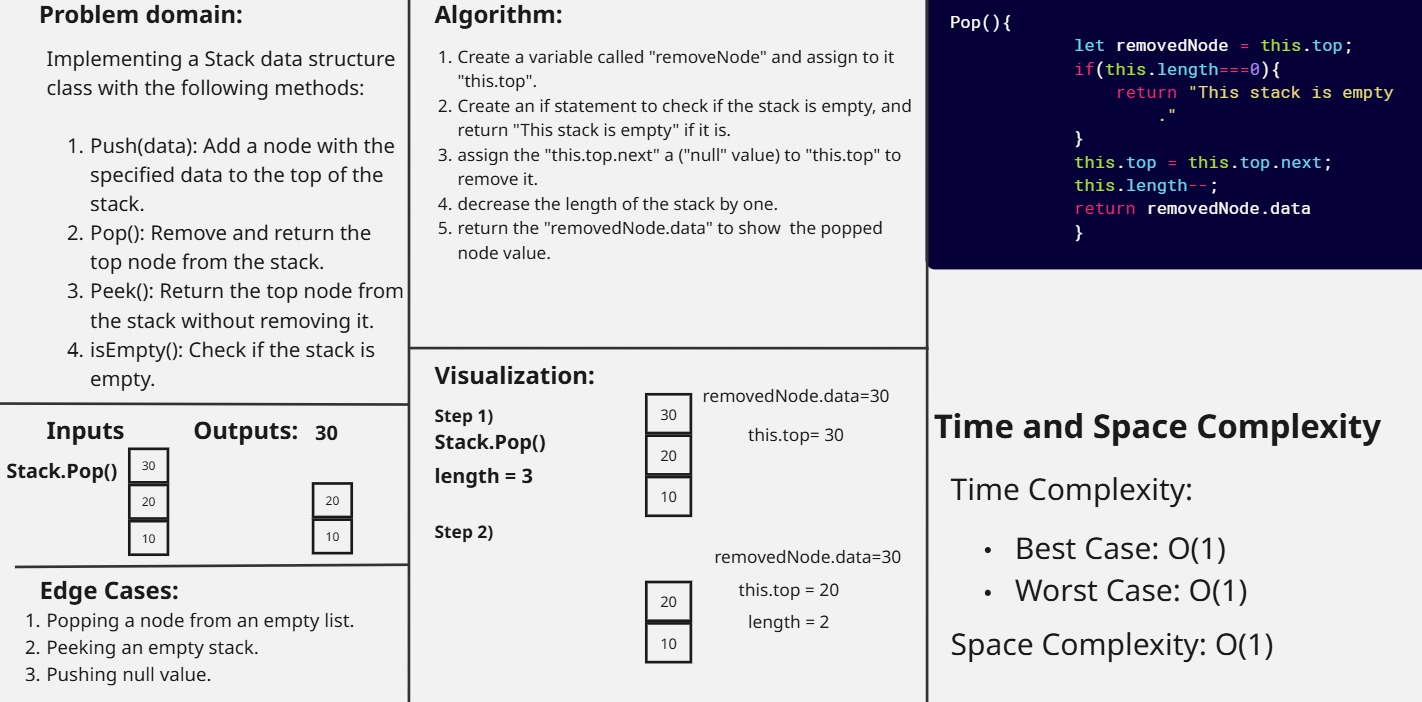 Problem domain:
Implementing a Stack data structure
class with the following methods:
1. Push(data): Add a node with the
specified data to the top of the
stack.
2. Pop(): Remove and return the
top node from the stack.
3. Peek(): Return the top node from
the stack without removing it.
4. isEmpty(): Check if the stack is
empty.
Inputs
Outputs: 30
Stack.Pop()
30
20
10
20
10
Edge Cases:
1. Popping a node from an empty list.
2. Peeking an empty stack.
3. Pushing null value.
Algorithm:
1. Create a variable called "removeNode" and assign to it
"this.top".
2. Create an if statement to check if the stack is empty, and
return "This stack is empty" if it is.
3. assign the "this.top.next" a ("null" value) to "this.top" to
remove it.
4. decrease the length of the stack by one.
5. return the "removedNode.data" to show the popped
node value.
Visualization:
Step 1)
Stack.Pop()
length = 3
30
20
10
removedNode.data=30
this.top= 30
Step 2)
20
10
removedNode.data=30
this.top = 20
length = 2
Pop(){
let removedNode = this.top;
if(this.length===0){
return "This stack is empty
."
}
this.top = this.top.next;
this.length--;
return removedNode.data
}
Time and Space Complexity
Time Complexity:
• Best Case: O(1)
• Worst Case: O(1)
Space Complexity: O(1)